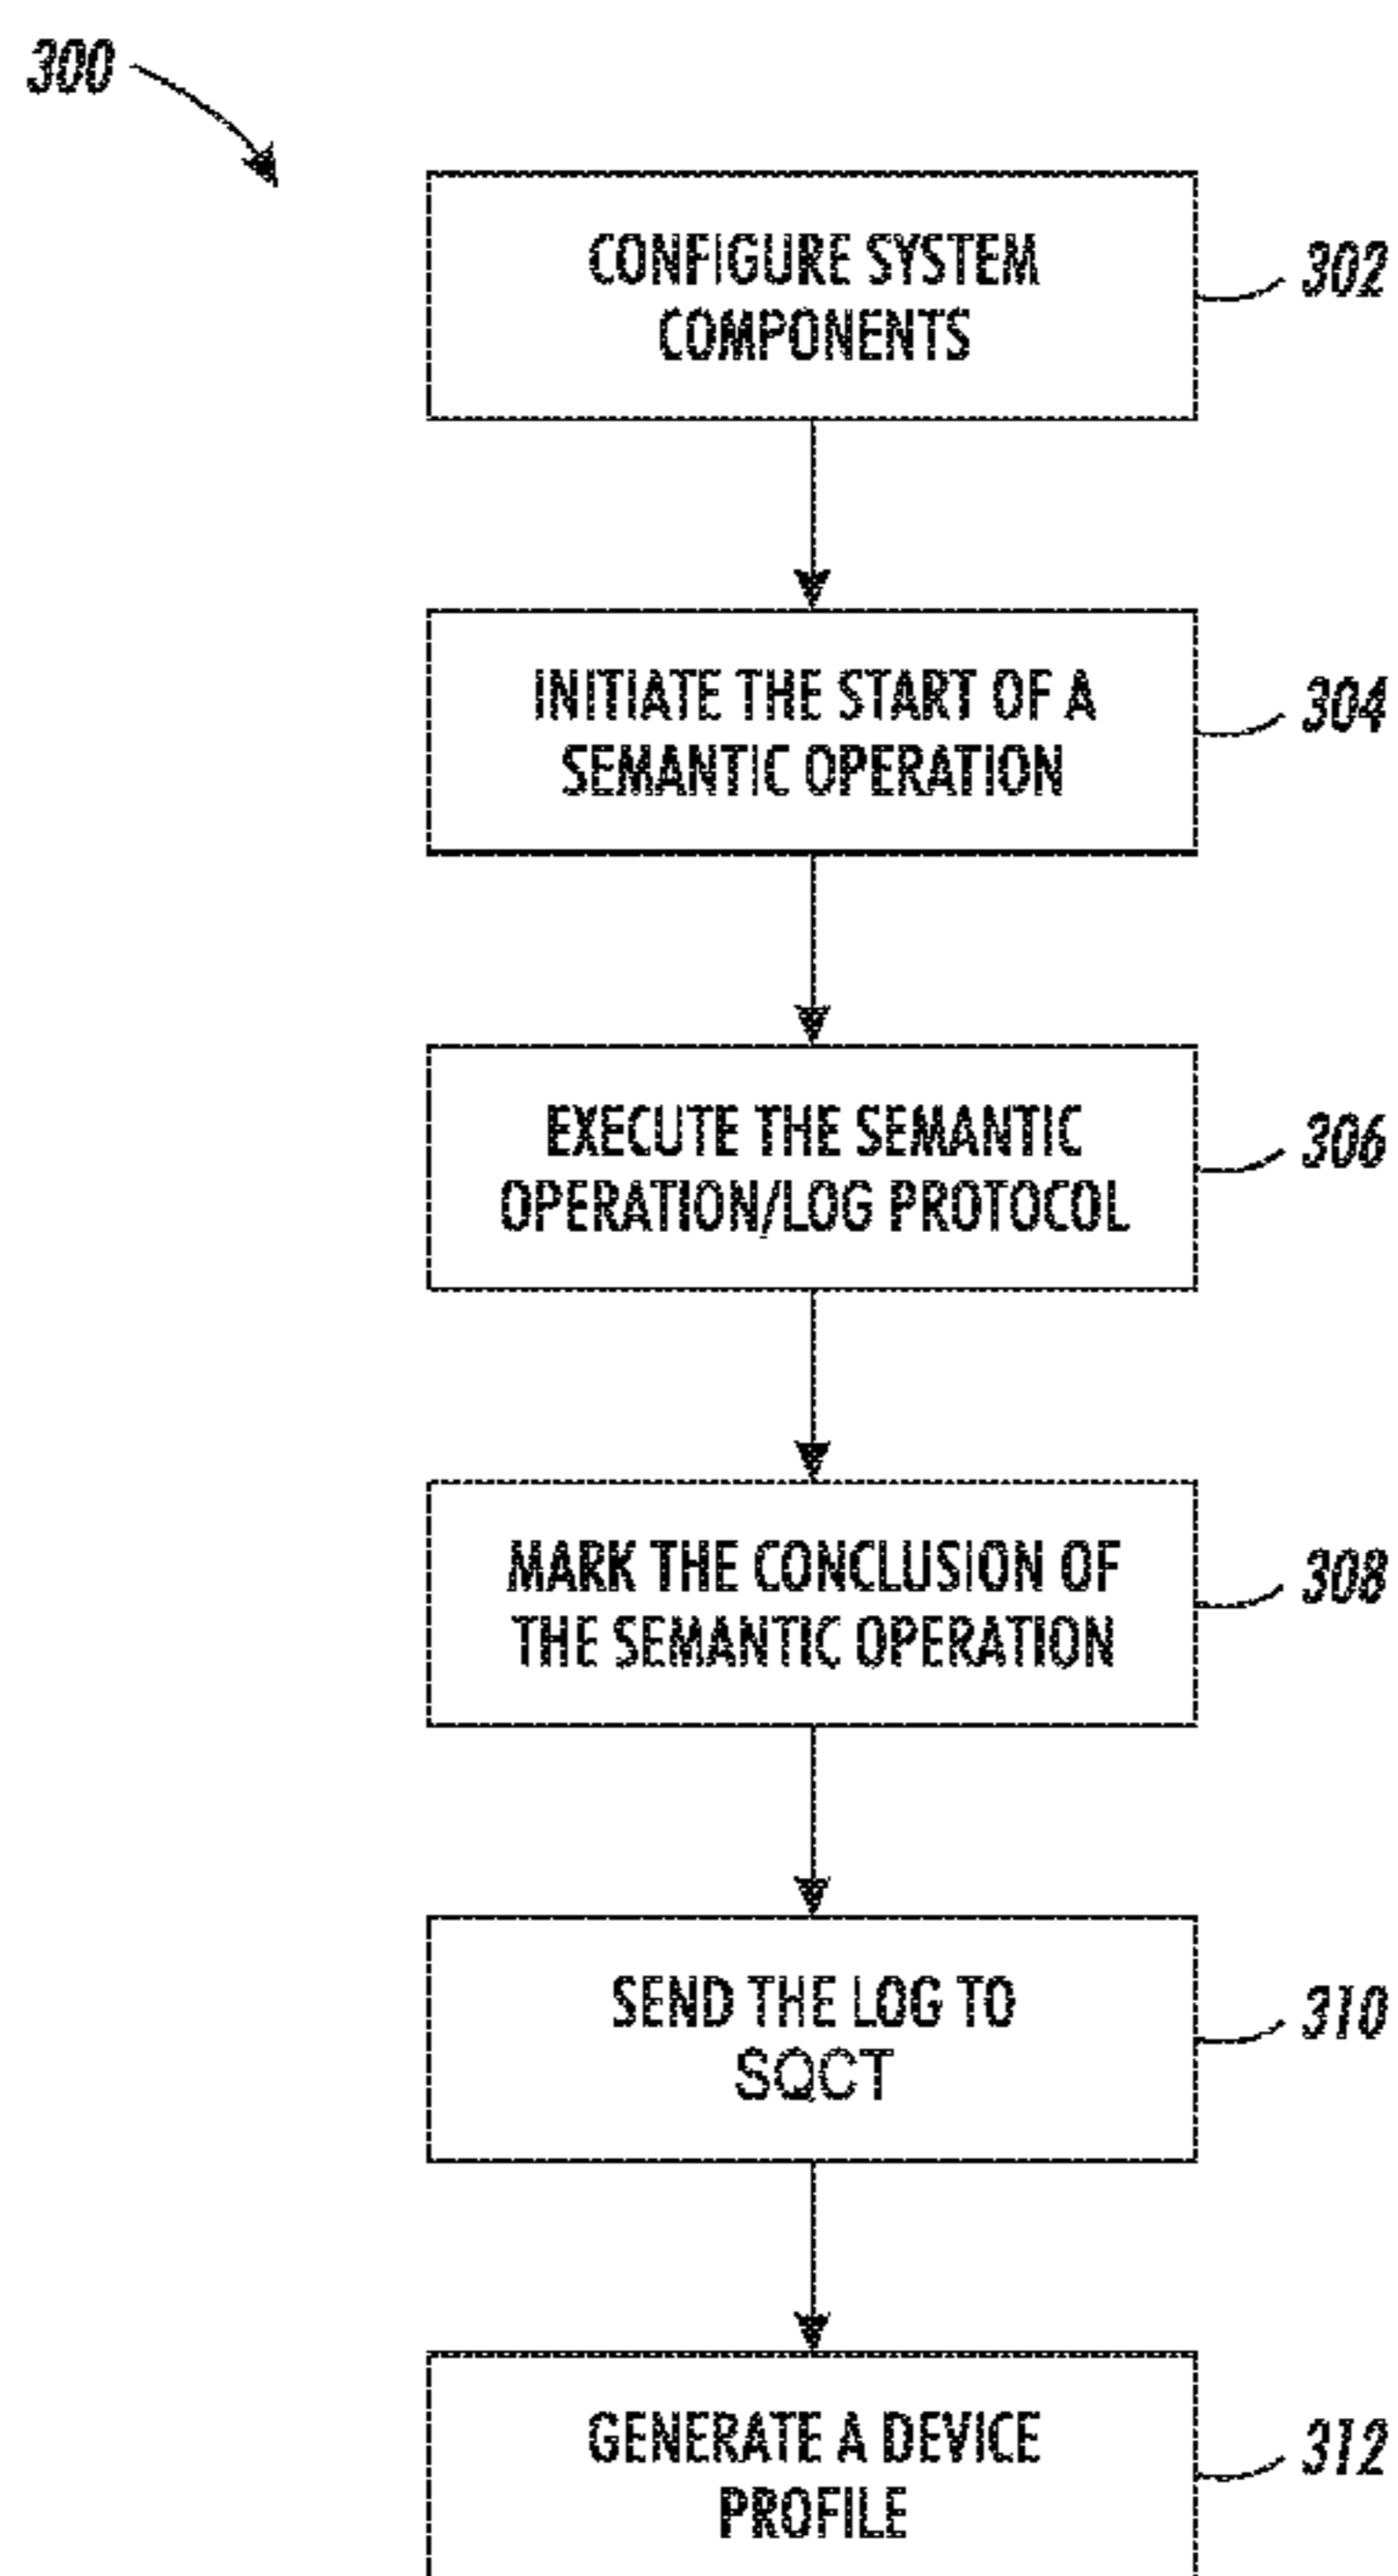 300
CONFIGURE SYSTEM
COMPONENTS
302
INITIATE THE START OF A
SEMANTIC OPERATION
304
EXECUTE THE SEMANTIC
OPERATION/LOG PROTOCOL
306
MARK THE CONCLUSION OF
THE SEMANTIC OPERATION
308
SEND THE LOG TO
SQCT
310
GENERATE A DEVICE
PROFILE
312